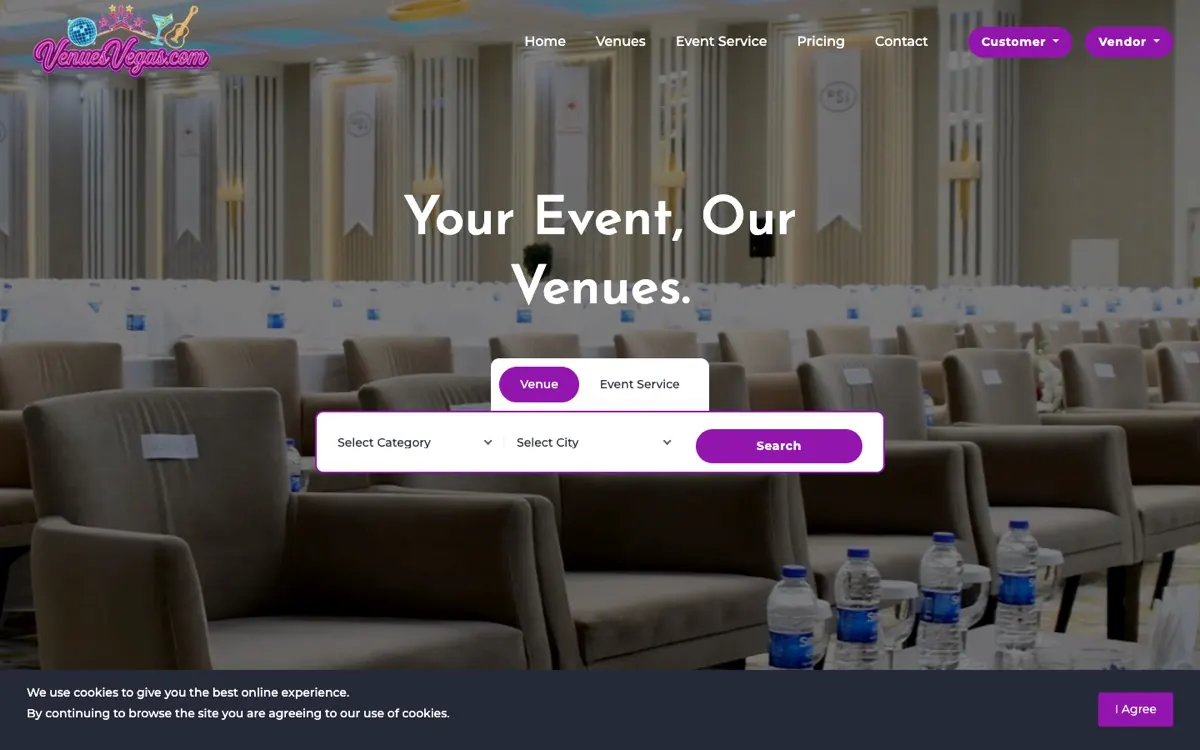 VenuesVegas.com
Home
Venues
Event Service
Pricing
Contact
Customer
Vendor
Your Event, Our
Venues.
Venue
Event Service
Select Category
Select City
Search
We use cookies to give you the best online experience.
By continuing to browse the site you are agreeing to our use of cookies.
I Agree